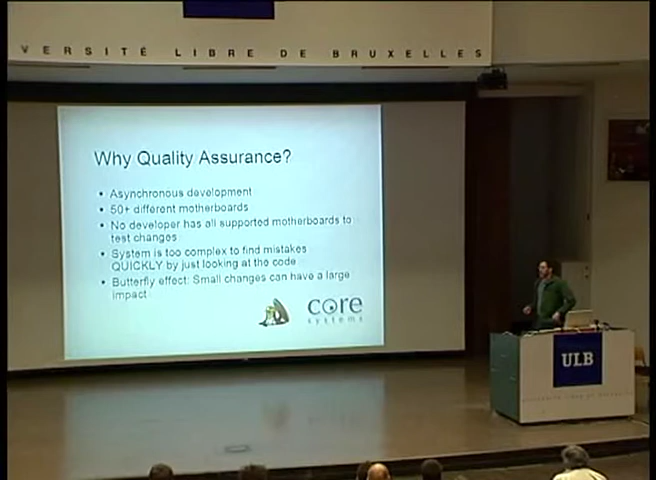 VERSITÉ LIBRE DE BRUXELLES
Why Quality Assurance?
• Asynchronous development
• 50+ different motherboards
• No developer has all supported motherboards to
test changes
• System is too complex to find mistakes
QUICKLY by just looking at the code
• Butterfly effect: Small changes can have a large
impact
core
systems
ULB